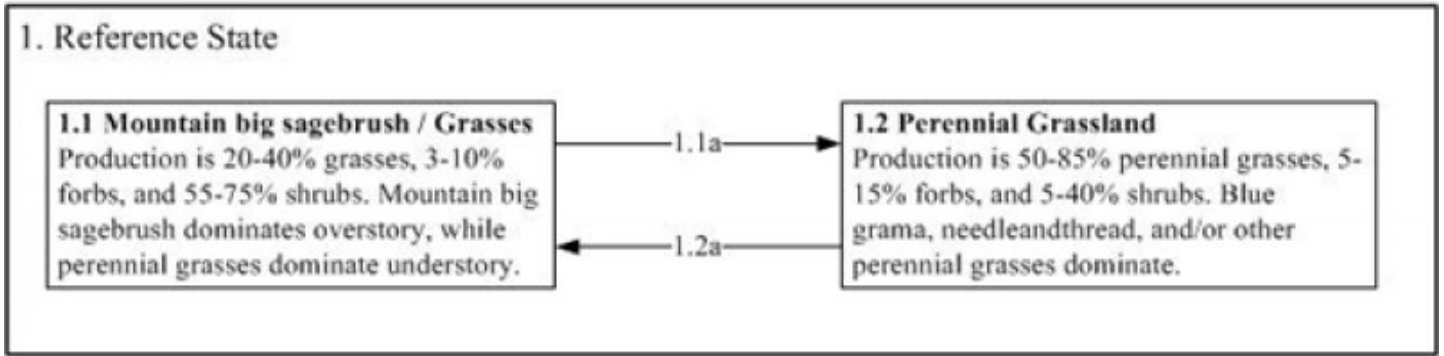 1. Reference State
1.1 Mountain big sagebrush / Grasses
Production is 20-40% grasses, 3-10%
forbs, and 55-75% shrubs. Mountain big
sagebrush dominates overstory, while
perennial grasses dominate understory.
1.1a
1.2a
1.2 Perennial Grassland
Production is 50-85% perennial grasses, 5-
15% forbs, and 5-40% shrubs. Blue
grama, needleandthread, and/or other
perennial grasses dominate.